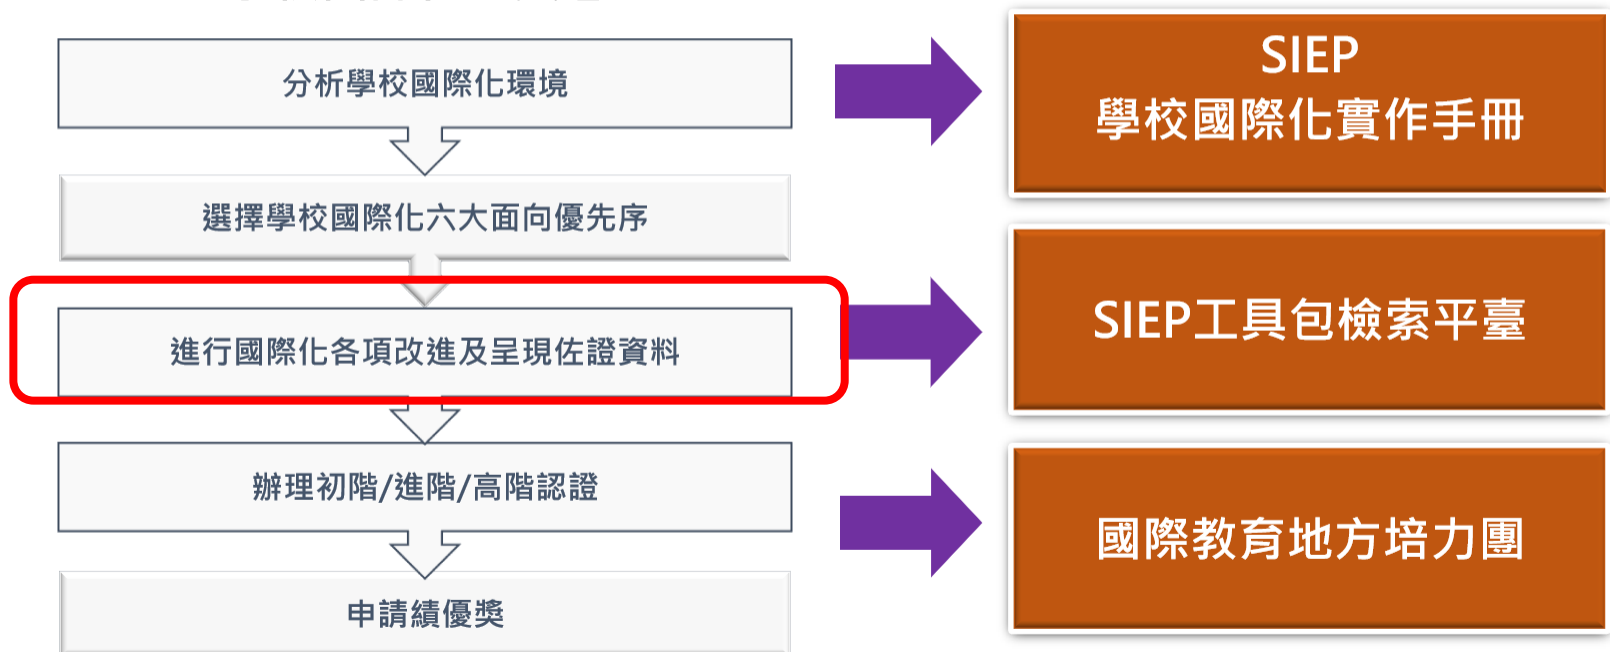 分析學校國際化環境
選擇學校國際化六大面向優先序
進行國際化各項改進及呈現佐證資料
辦理初階/進階/高階認證
申請績優獎
SIEP
學校國際化實作手冊
SIEP工具包檢索平臺
國際教育地方培力團